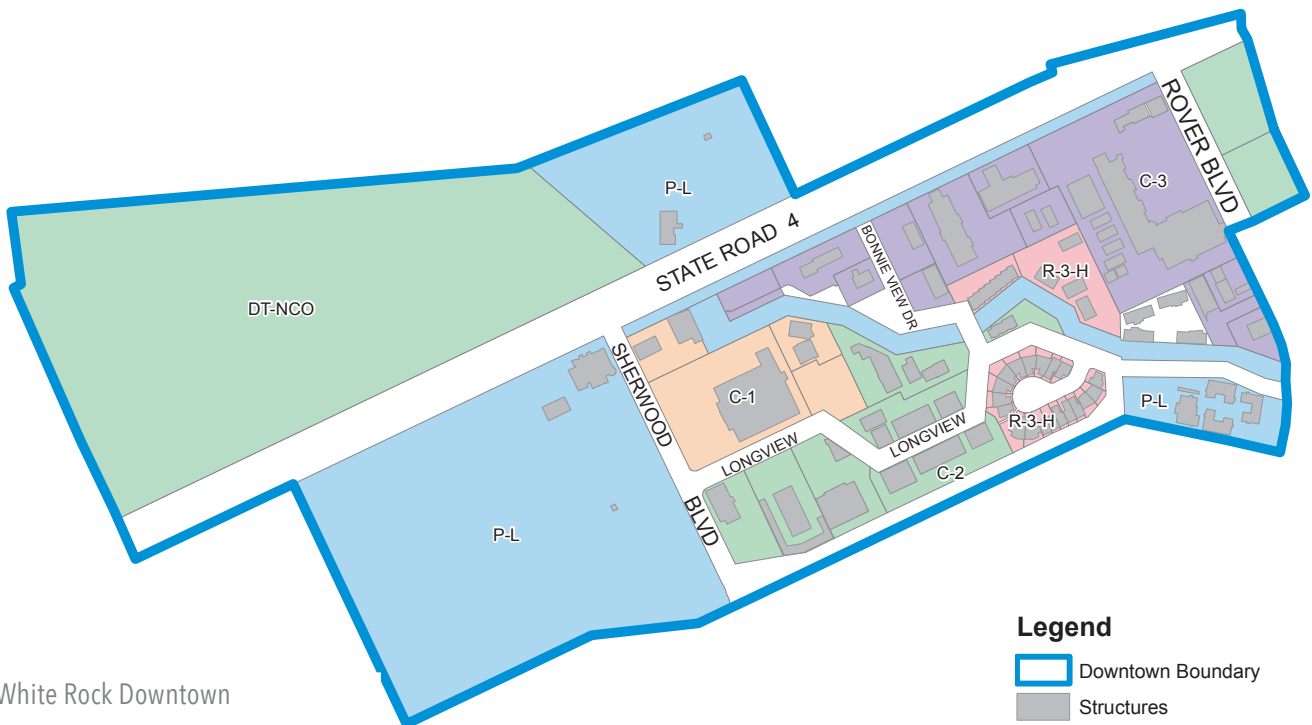 P-L
ROVER BLVD
C-3
STATE ROAD 4
BONNIE VIEW DR
R-3-H
DT-NCO
SHERWOOD
BLVD
C-1
P-L
R-3-H
LONGVIEW
LONGVIEW
C-2
P-L
Legend
Downtown Boundary
Structures
White Rock Downtown